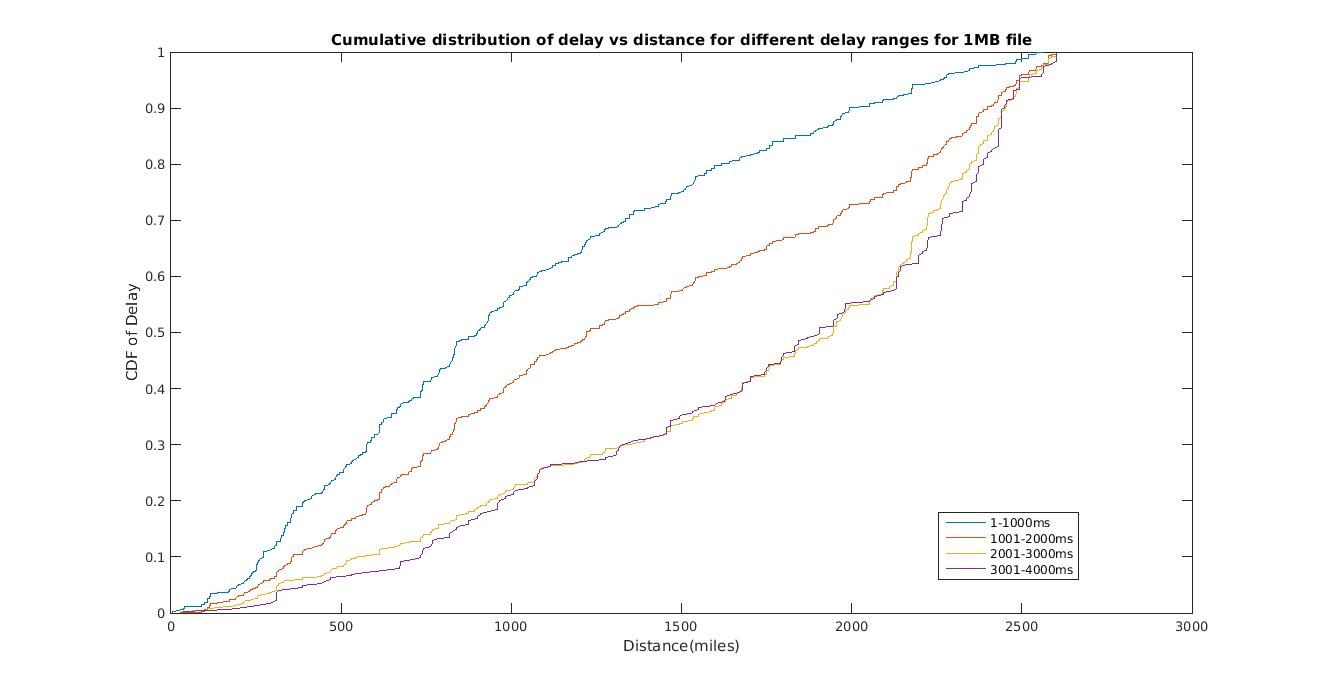 Cumulative distribution of delay vs distance for different delay ranges for 1MB file
1
0.9
0.8
0.7
0.6
0.5
0.4
0.3
0.2
0.1
0
CDF of Delay
0 500 1000 1500 2000 2500 3000
Distance(miles)
1-1000ms
1001-2000ms
2001-3000ms
3001-4000ms